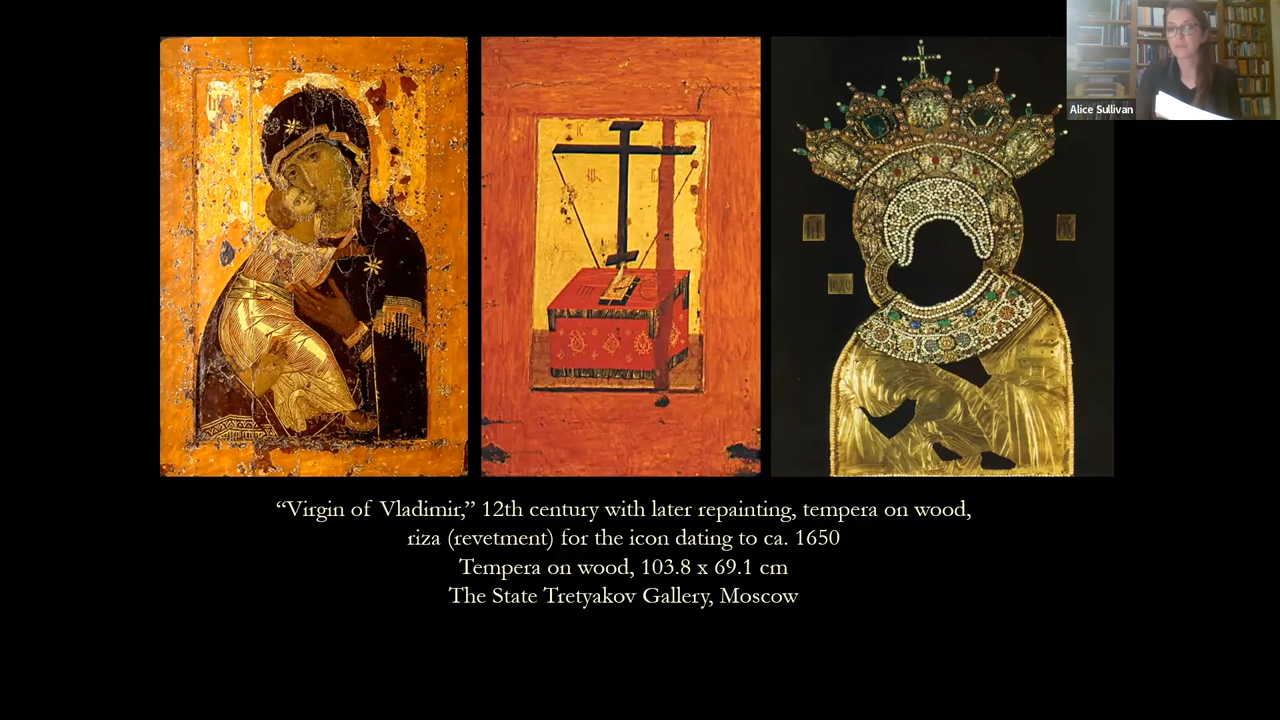 Alice Sullivan
“Virgin of Vladimir,” 12th century with later repainting, tempera on wood,
riza (revetment) for the icon dating to ca. 1650
Tempera on wood, 103.8 x 69.1 cm
The State Tretyakov Gallery, Moscow